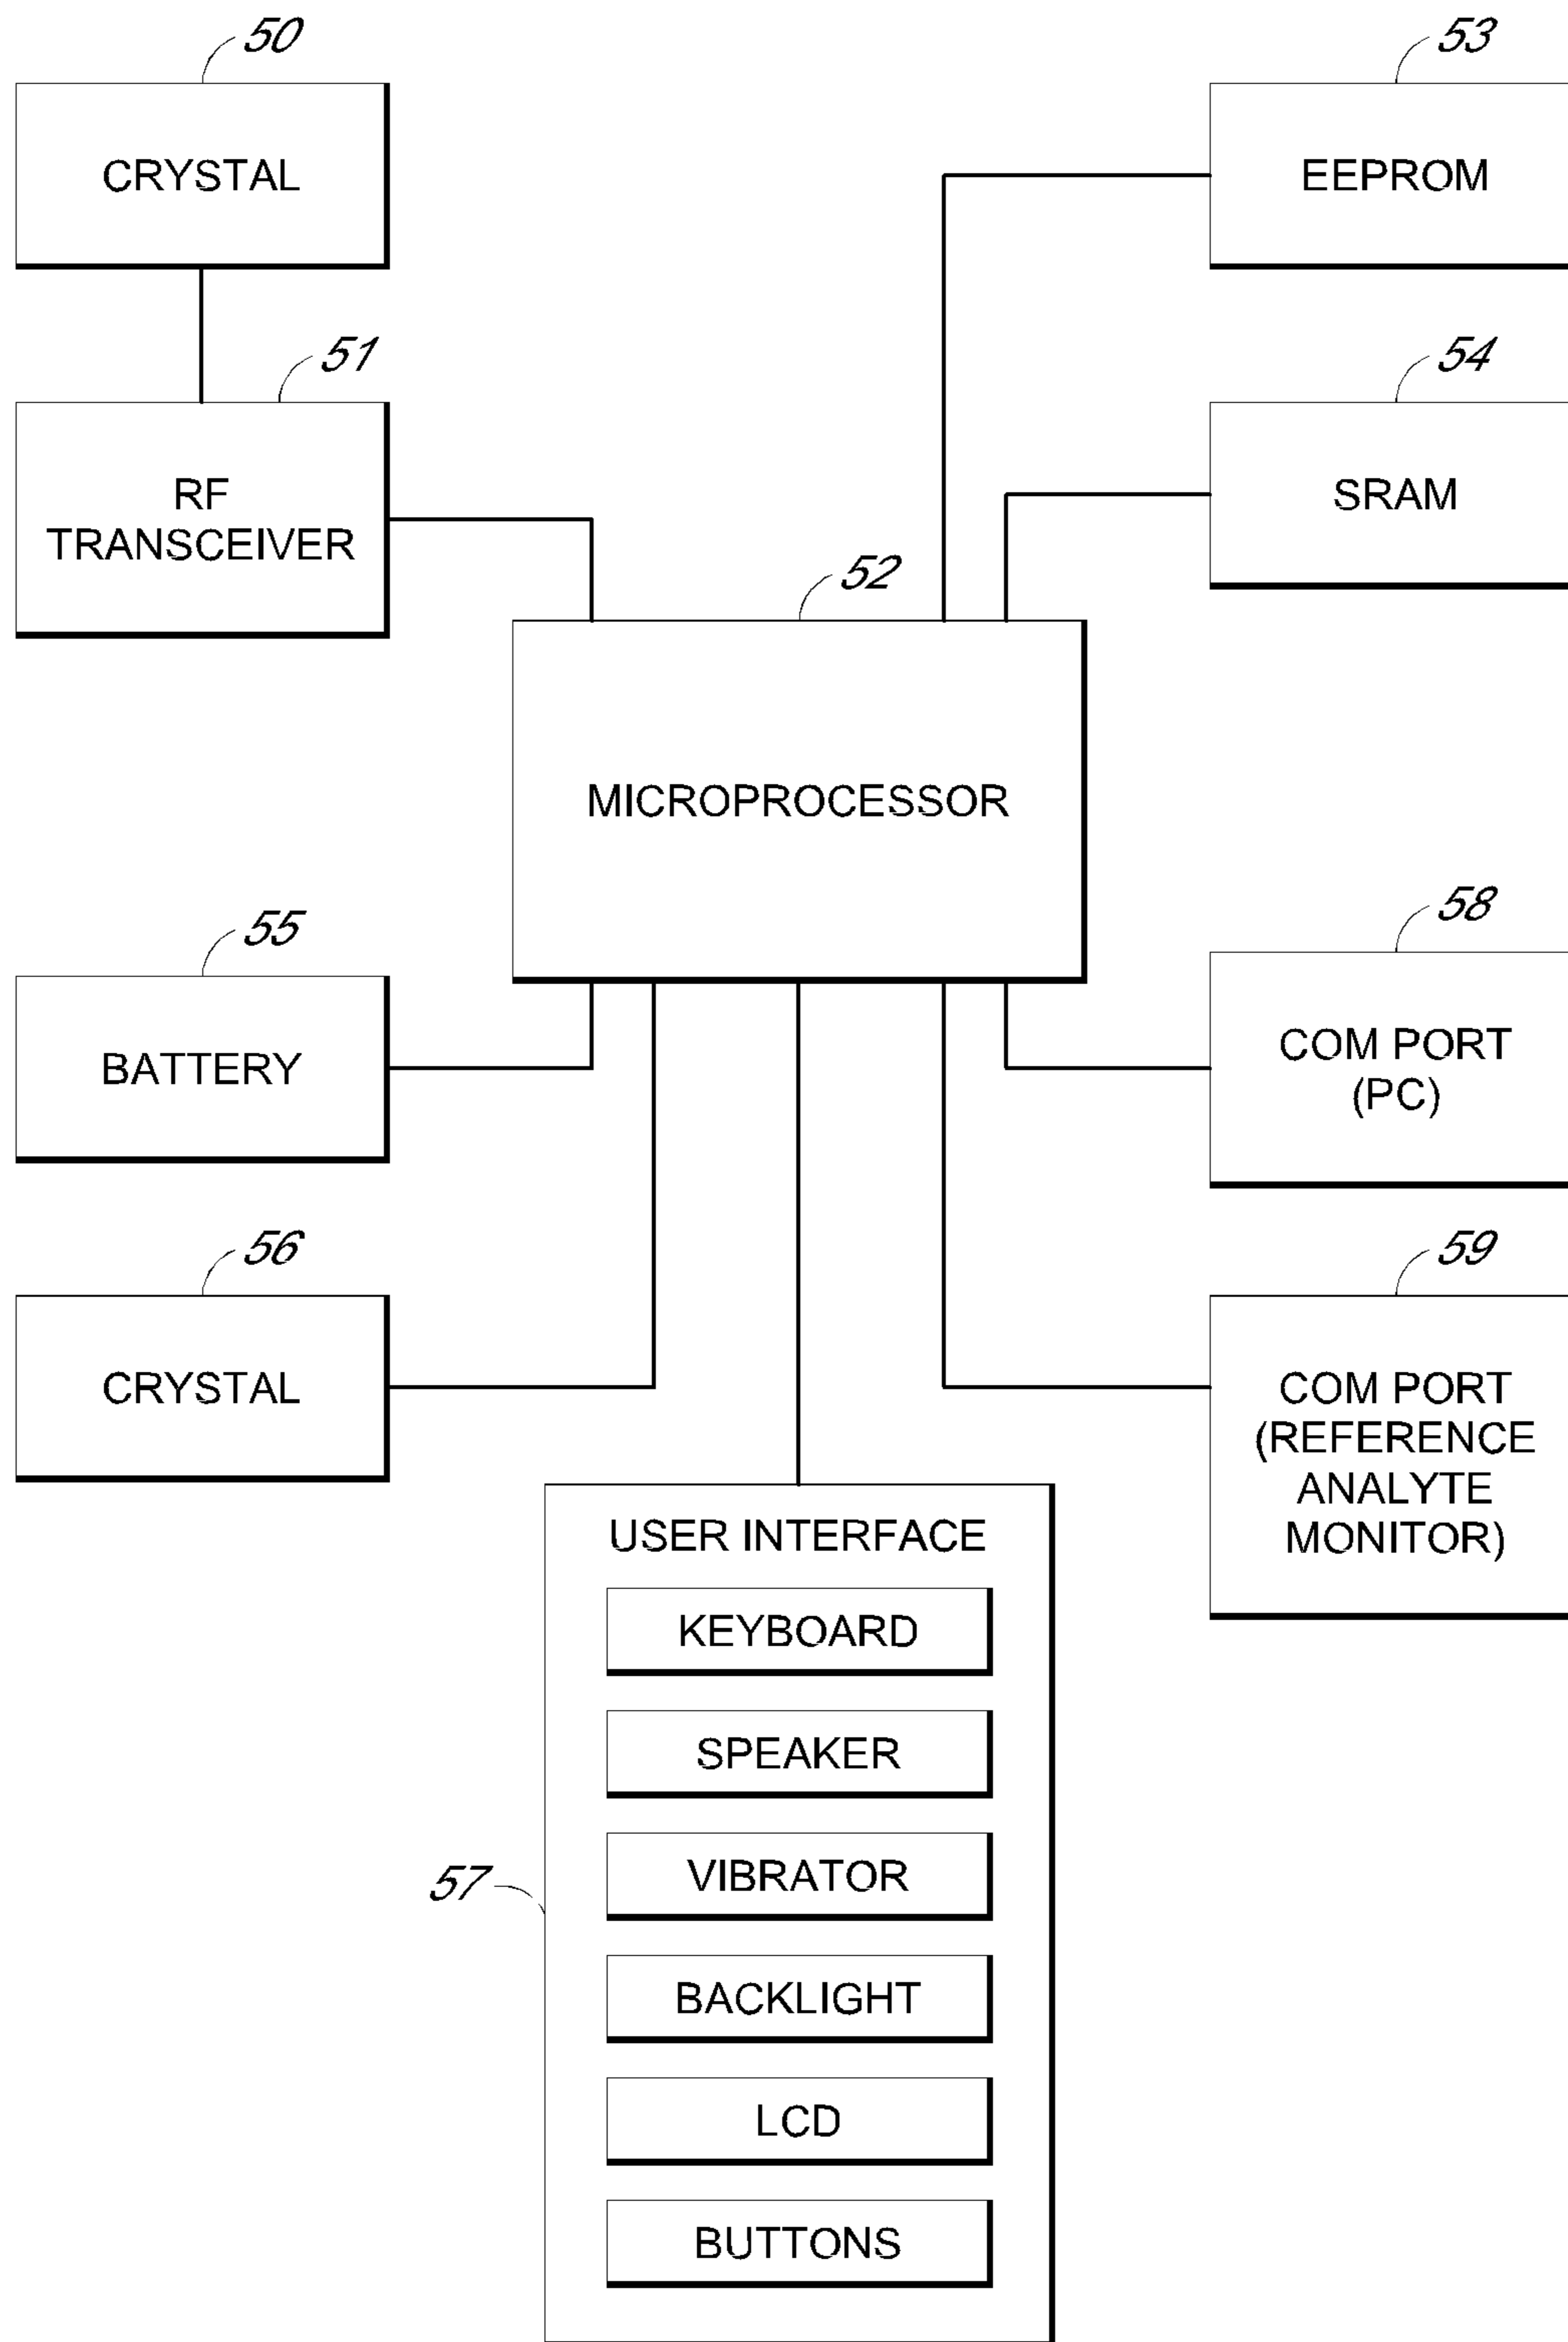 50
CRYSTAL
53
EEPROM
51
RF
TRANSCEIVER
54
SRAM
52
MICROPROCESSOR
55
BATTERY
58
COM PORT
(PC)
56
CRYSTAL
59
COM PORT
(REFERENCE
ANALYTE
MONITOR)
57
USER INTERFACE
KEYBOARD
SPEAKER
VIBRATOR
BACKLIGHT
LCD
BUTTONS